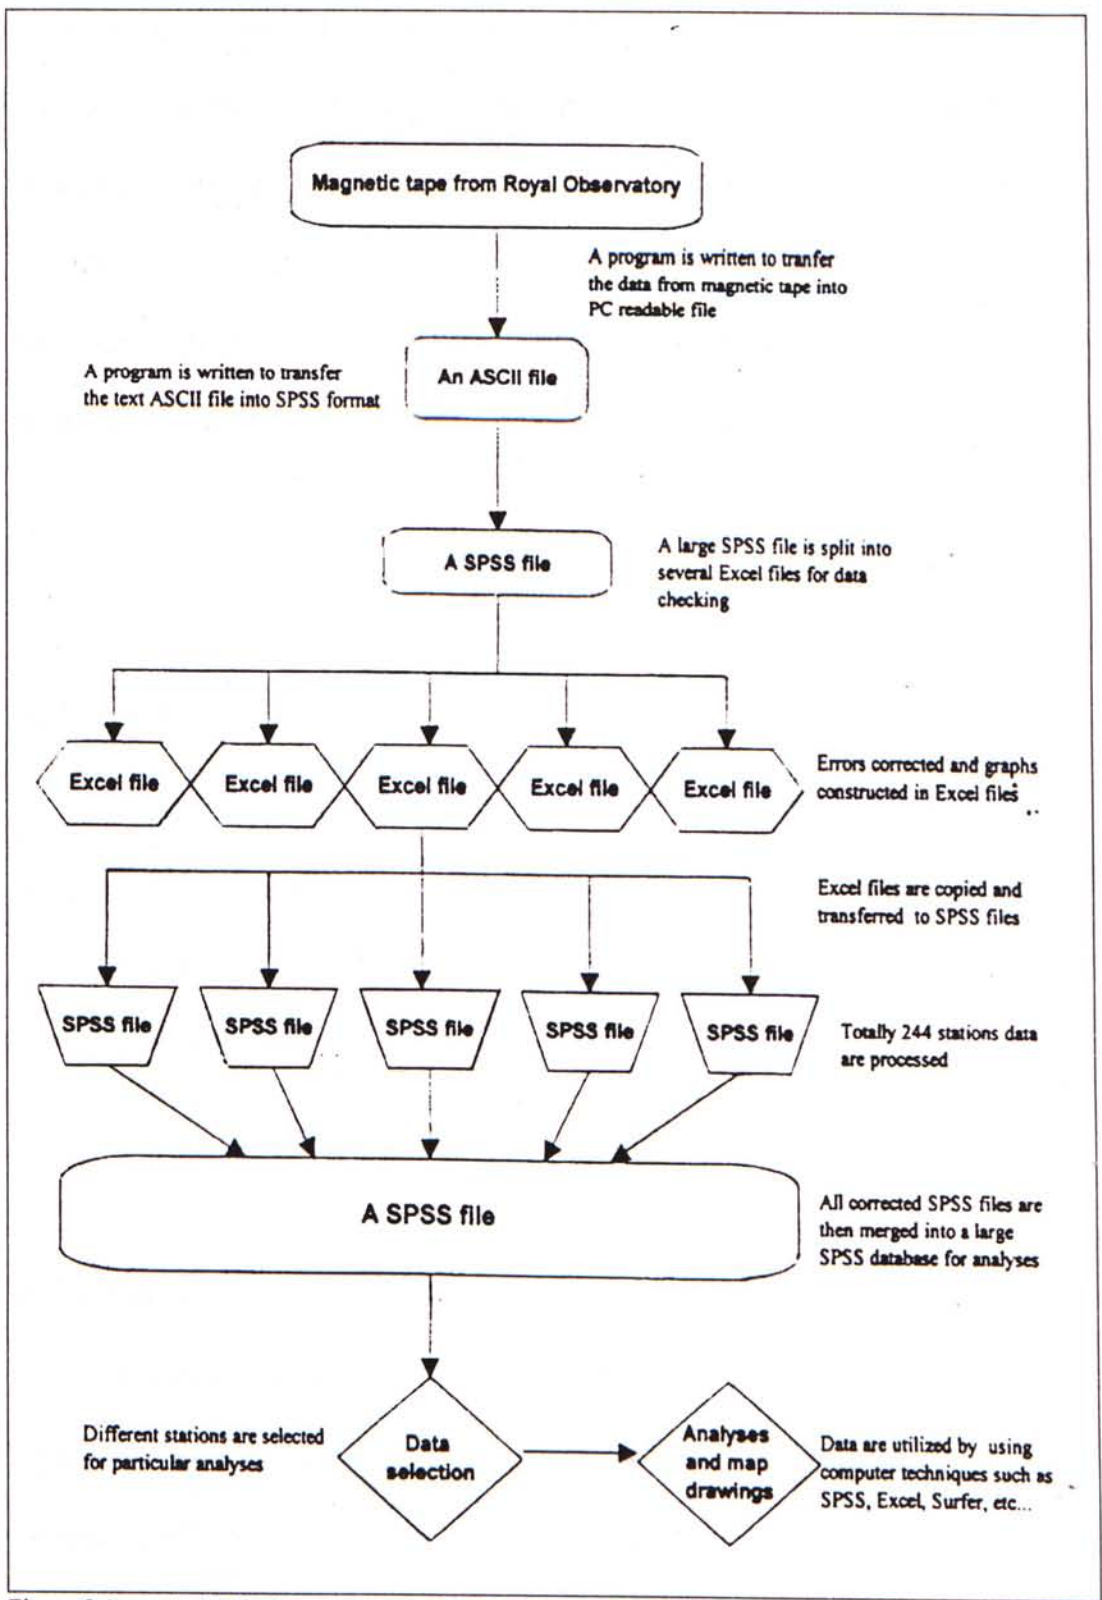 Magnetic tape from Royal Observatory
A program is written to tranfer
the data from magnetic tape into
PC readable file
A program is written to transfer
the text ASCII file into SPSS format
An ASCII file
A SPSS file
A large SPSS file is split into
several Excel files for data
checking
Excel file
Excel file
Excel file
Excel file
Excel file
Errors corrected and graphs
constructed in Excel files
Excel files are copied and
transferred to SPSS files
SPSS file
SPSS file
SPSS file
SPSS file
SPSS file
Totally 244 stations data
are processed
A SPSS file
All corrected SPSS files are
then merged into a large
SPSS database for analyses
Different stations are selected
for particular analyses
Data
selection
Analyses
and map
drawings
Data are utilized by using
computer techniques such as
SPSS, Excel, Surfer, etc...